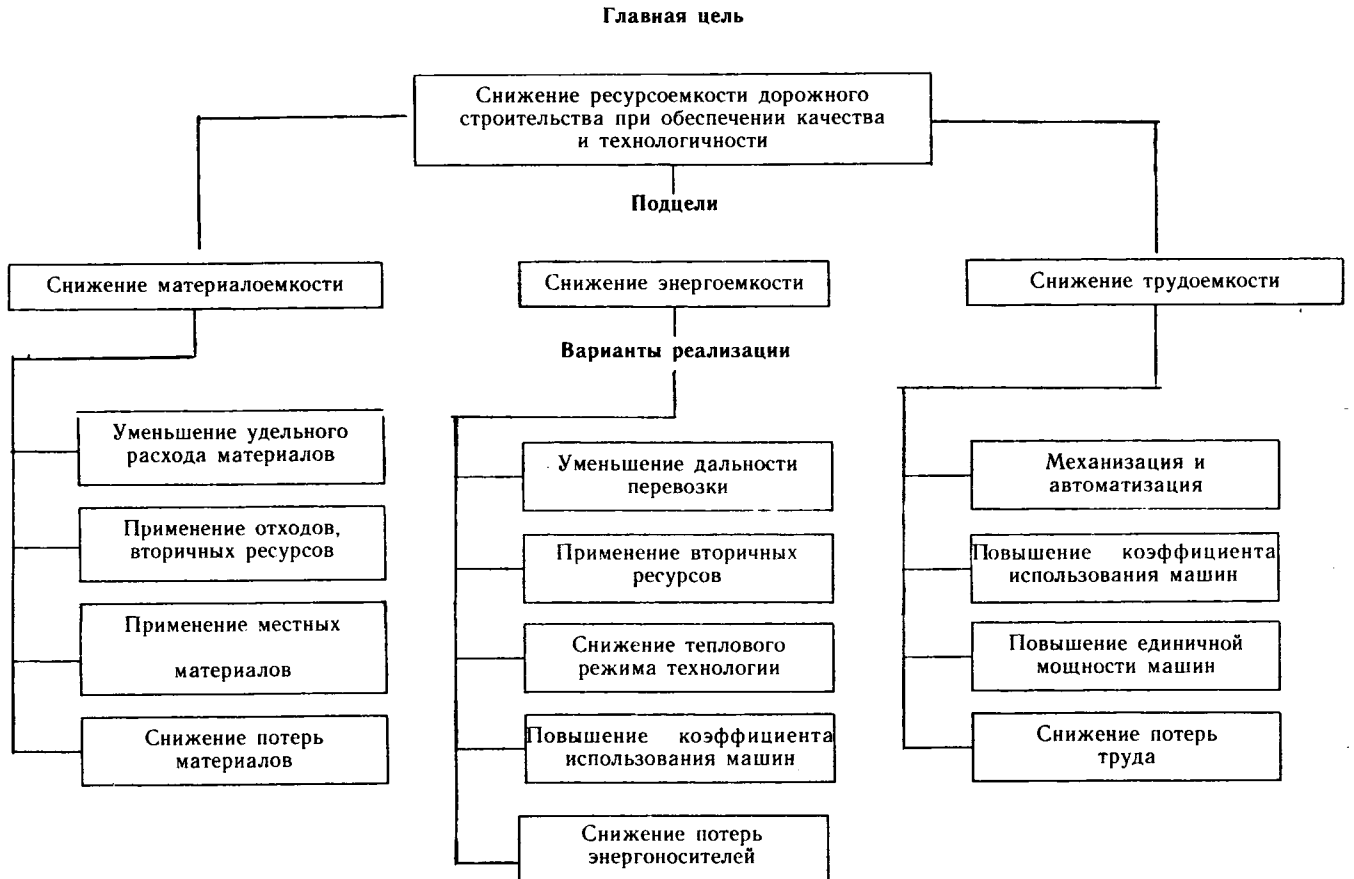 Главная цель
Снижение ресурсоемкости дорожного
строительства при обеспечении качества
и технологичности
Подцели
Снижение материалоемкости
Снижение энергоемкости
Снижение трудоемкости
Варианты реализации
Уменьшение удельного
расхода материалов
Применение отходов,
вторичных ресурсов
Применение местных
материалов
Снижение потерь
материалов
Уменьшение дальности
перевозки
Применение вторичных
ресурсов
Снижение теплового
режима технологии
Повышение коэффициента
использования машин
Снижение потерь
энергоносителей
Механизация и
автоматизация
Повышение коэффициента
использования машин
Повышение единичной
мощности машин
Снижение потерь
труда